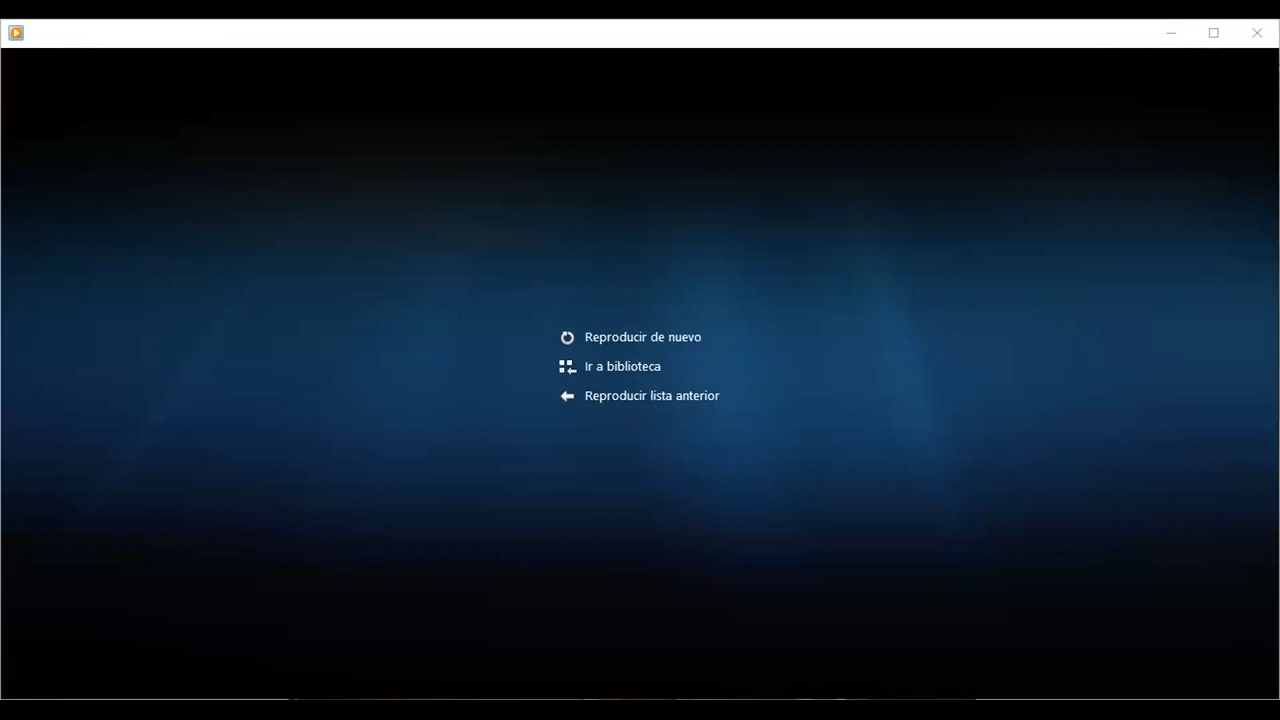 Reproducir de nuevo
Ir a biblioteca
Reproducir lista anterior